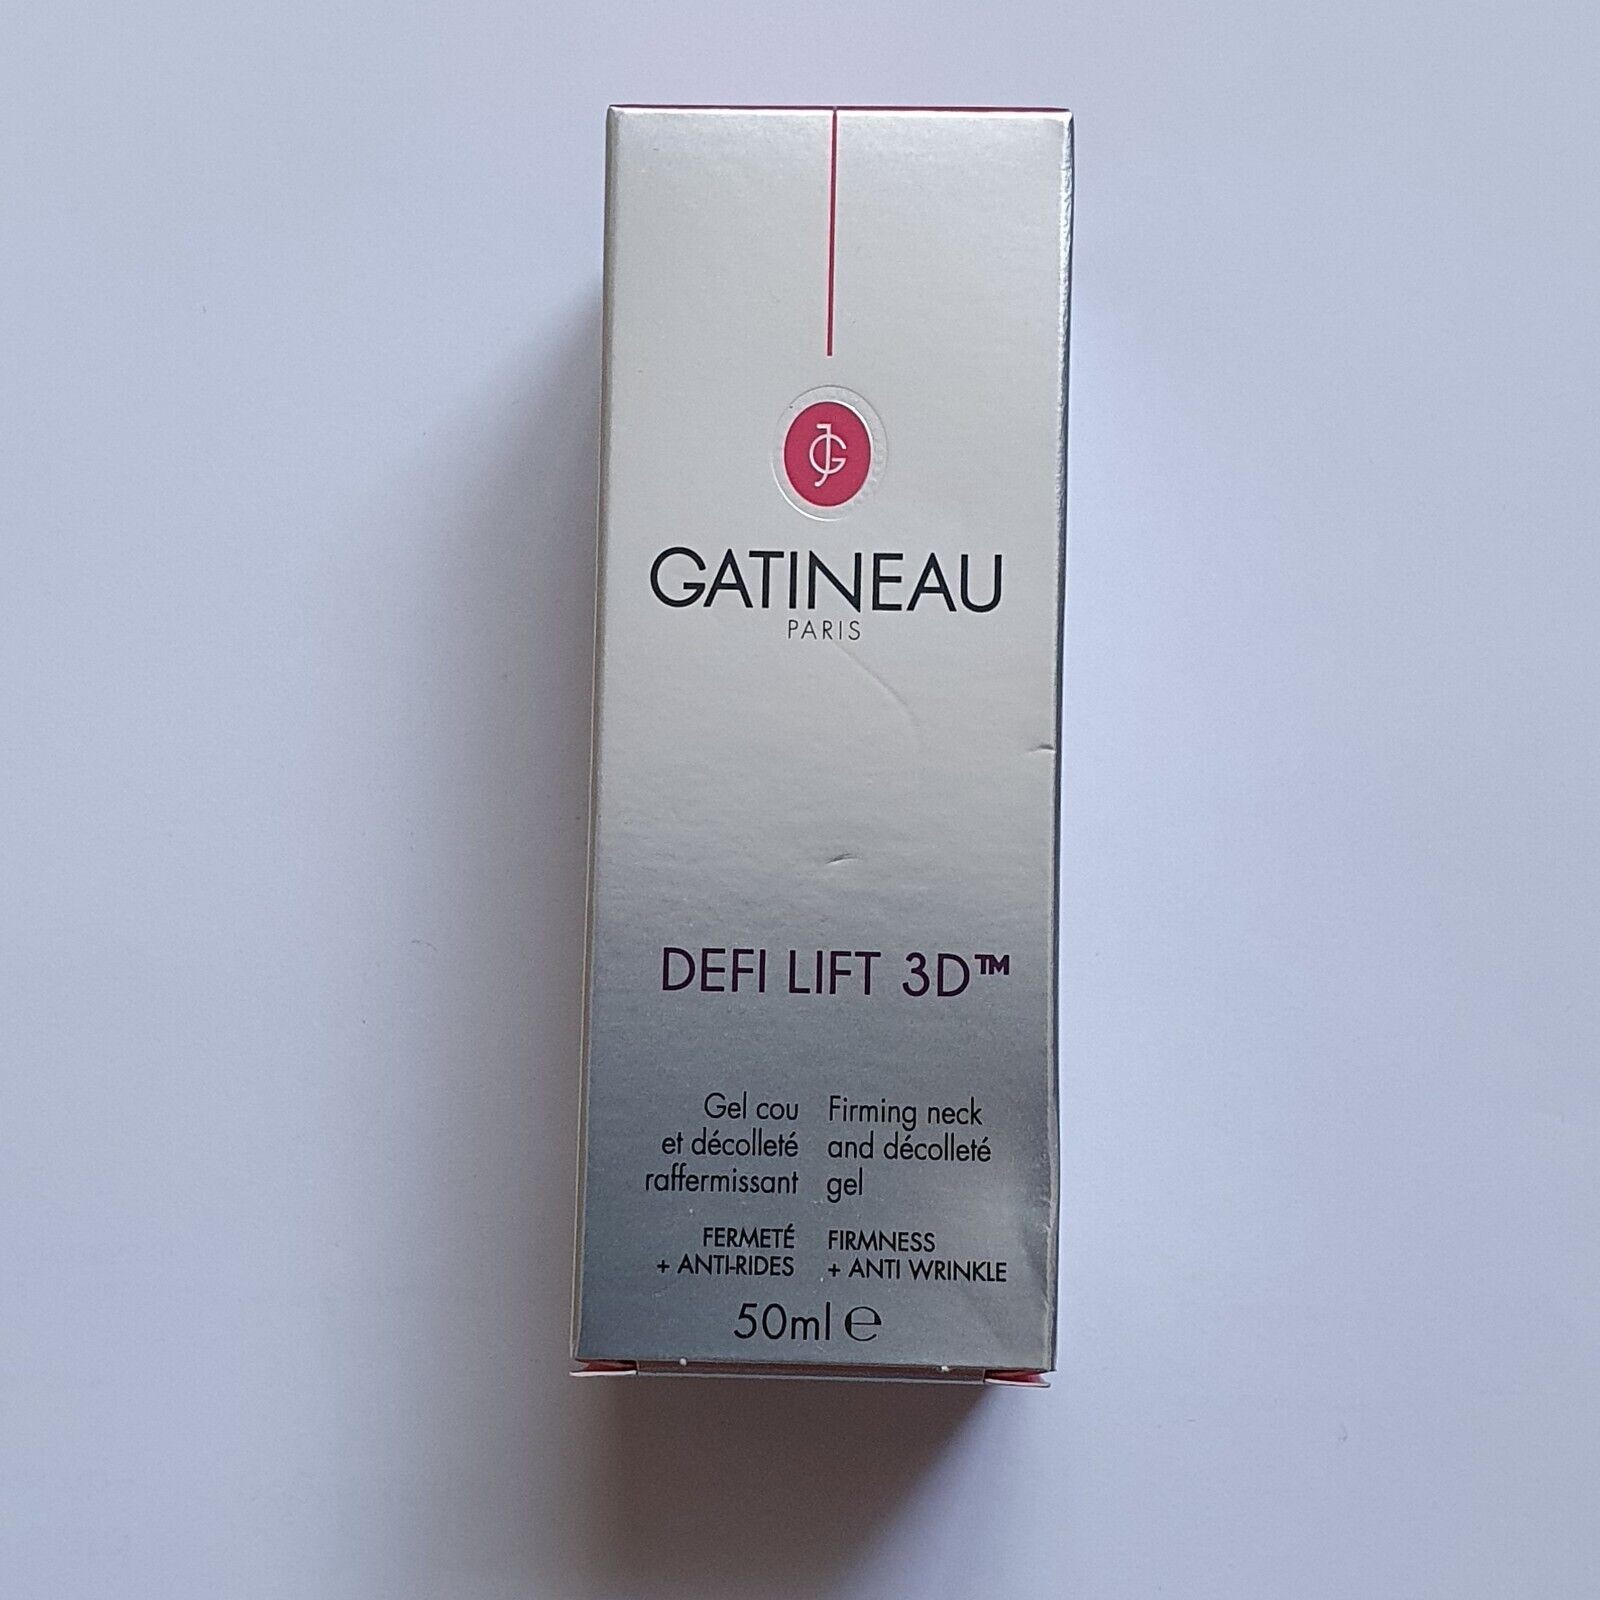 JG
GATINEAU
PARIS
DEFI LIFT 3D™
Gel cou
et décolleté
raffermissant
FERMETÉ
+ ANTI-RIDES
Firming neck
and décolleté
gel
FIRMNESS
+ ANTI WRINKLE
50ml ℮